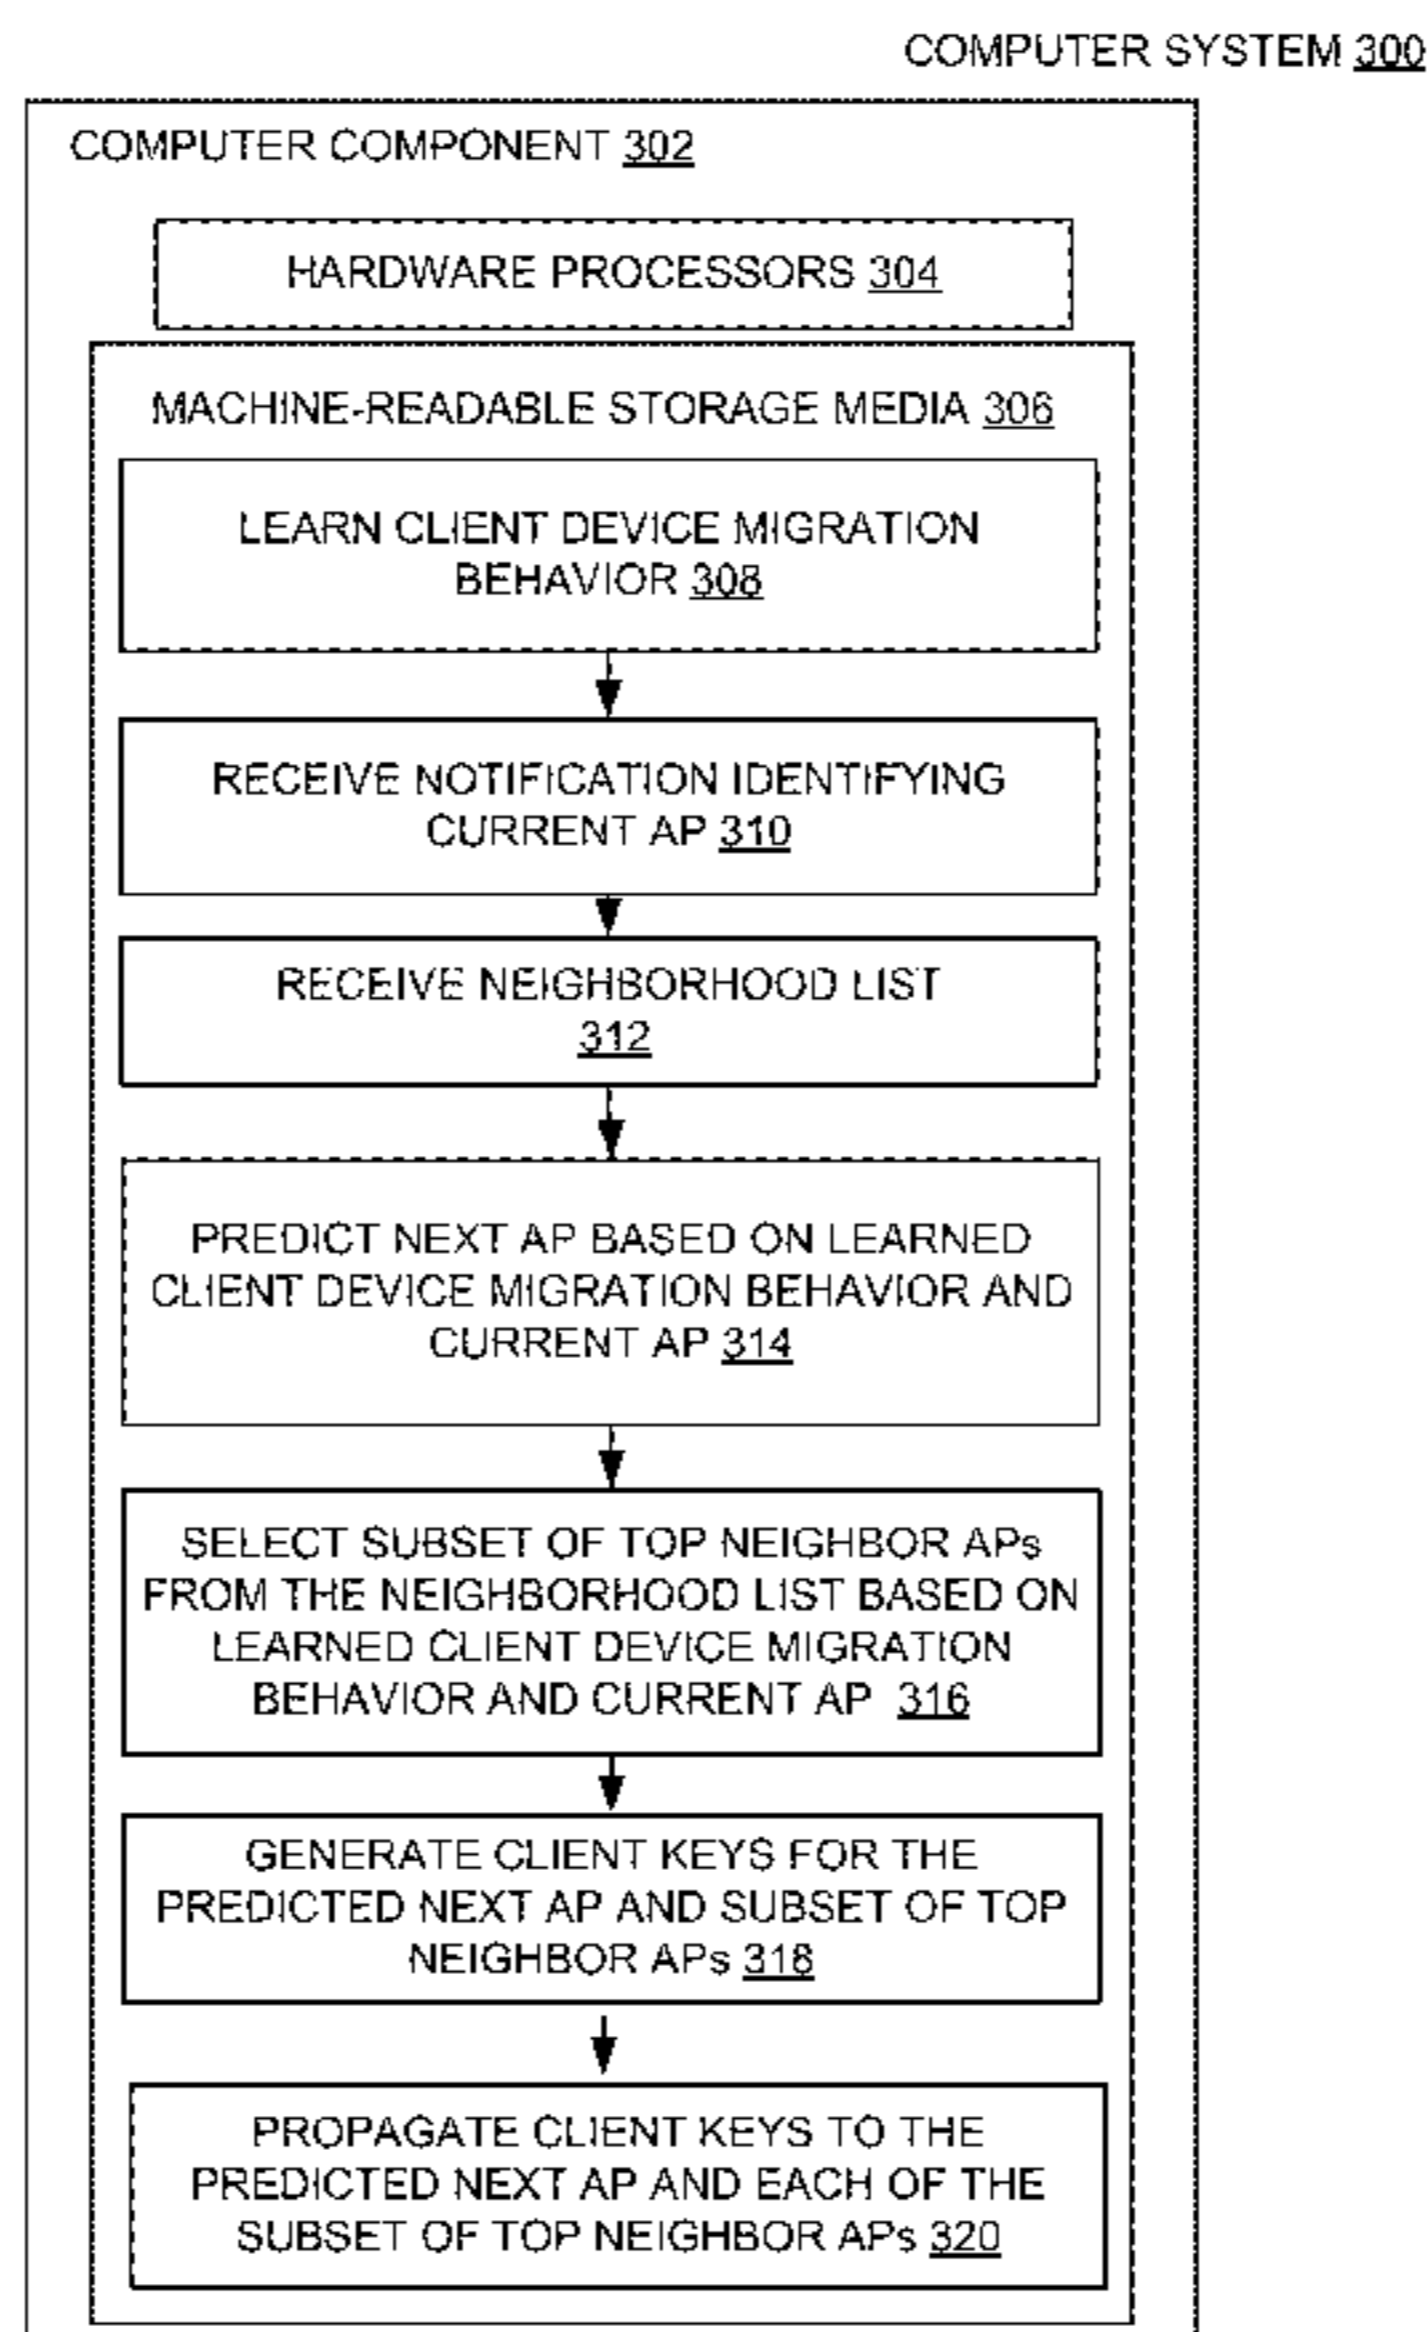 COMPUTER SYSTEM 300
COMPUTER COMPONENT 302
HARDWARE PROCESSORS 304
MACHINE-READABLE STORAGE MEDIA 306
LEARN CLIENT DEVICE MIGRATION
BEHAVIOR 308
RECEIVE NOTIFICATION IDENTIFYING
CURRENT AP 310
RECEIVE NEIGHBORHOOD LIST
312
PREDICT NEXT AP BASED ON LEARNED
CLIENT DEVICE MIGRATION BEHAVIOR AND
CURRENT AP 314
SELECT SUBSET OF TOP NEIGHBOR APs
FROM THE NEIGHBORHOOD LIST BASED ON
LEARNED CLIENT DEVICE MIGRATION
BEHAVIOR AND CURRENT AP 316
GENERATE CLIENT KEYS FOR THE
PREDICTED NEXT AP AND SUBSET OF TOP
NEIGHBOR APs 318
PROPAGATE CLIENT KEYS TO THE
PREDICTED NEXT AP AND EACH OF THE
SUBSET OF TOP NEIGHBOR APs 320